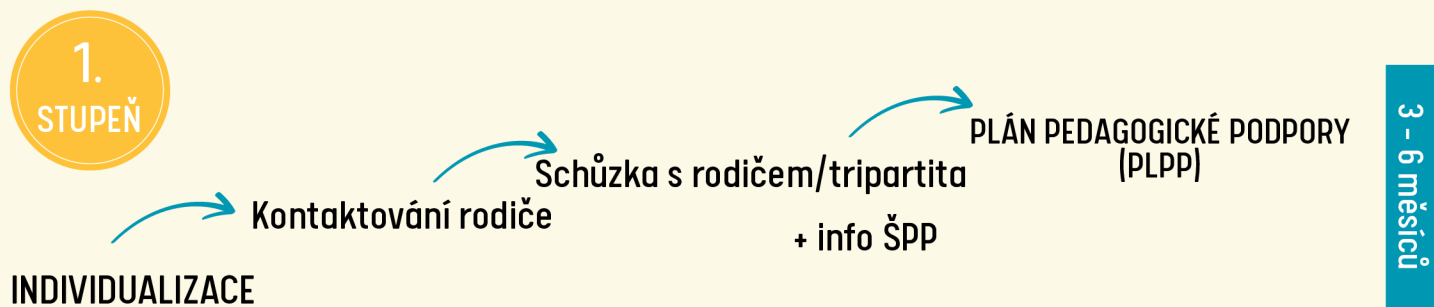 1.
STUPEŇ
INDIVIDUALIZACE
Kontaktování rodiče
Schůzka s rodičem/tripartita
+ info ŠPP
PLÁN PEDAGOGICKÉ PODPORY
(PLPP)
3 - 6 měsíců